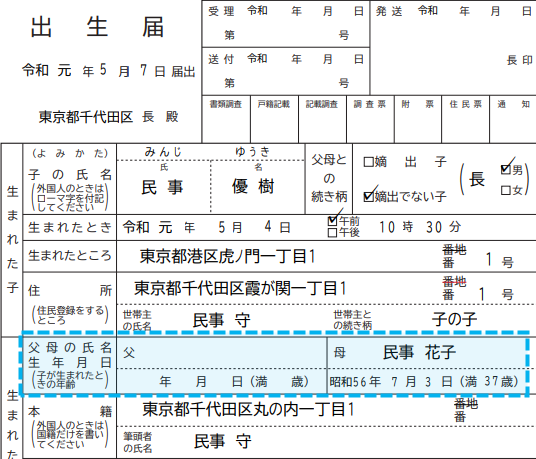 出生届
令和 元 年 5 月 7 日 届出
東京都千代田区 長 殿
受理 令和 年 月 日
第 号
送付 令和 年 月 日
第 号
発送 令和 年 月 日
長印
書類調査 戸籍記載 記載調査 調査票 附票 住民票 通知
生まれた子
(よみかた) みんじ ゆうき
子の氏名 氏 名
民事 優樹
(外国人のときは
ローマ字を付記
してください)
父母と
の
続き柄
□嫡出子
☑嫡出でない子
(長 ☑男 □女)
生まれたとき 令和 元 年 5 月 4 日 ☑午前 □午後 10 時 30 分
生まれたところ 東京都港区虎ノ門一丁目1 番地 番 1 号
住所 東京都千代田区霞が関一丁目1 番地 番 1 号
(住民登録をする
ところ)
世帯主
の氏名 民事 守
世帯主と
の続き柄 子の子
生まれた
父母の氏名
生年月日
(子が生まれたと
きの年齢)
父
年 月 日(満 歳)
母 民事 花子
昭和56年 7 月 3 日(満 37歳)
本籍 東京都千代田区丸の内一丁目1 番地 番
(外国人のときは
国籍だけを書い
てください)
筆頭者
の氏名 民事 守